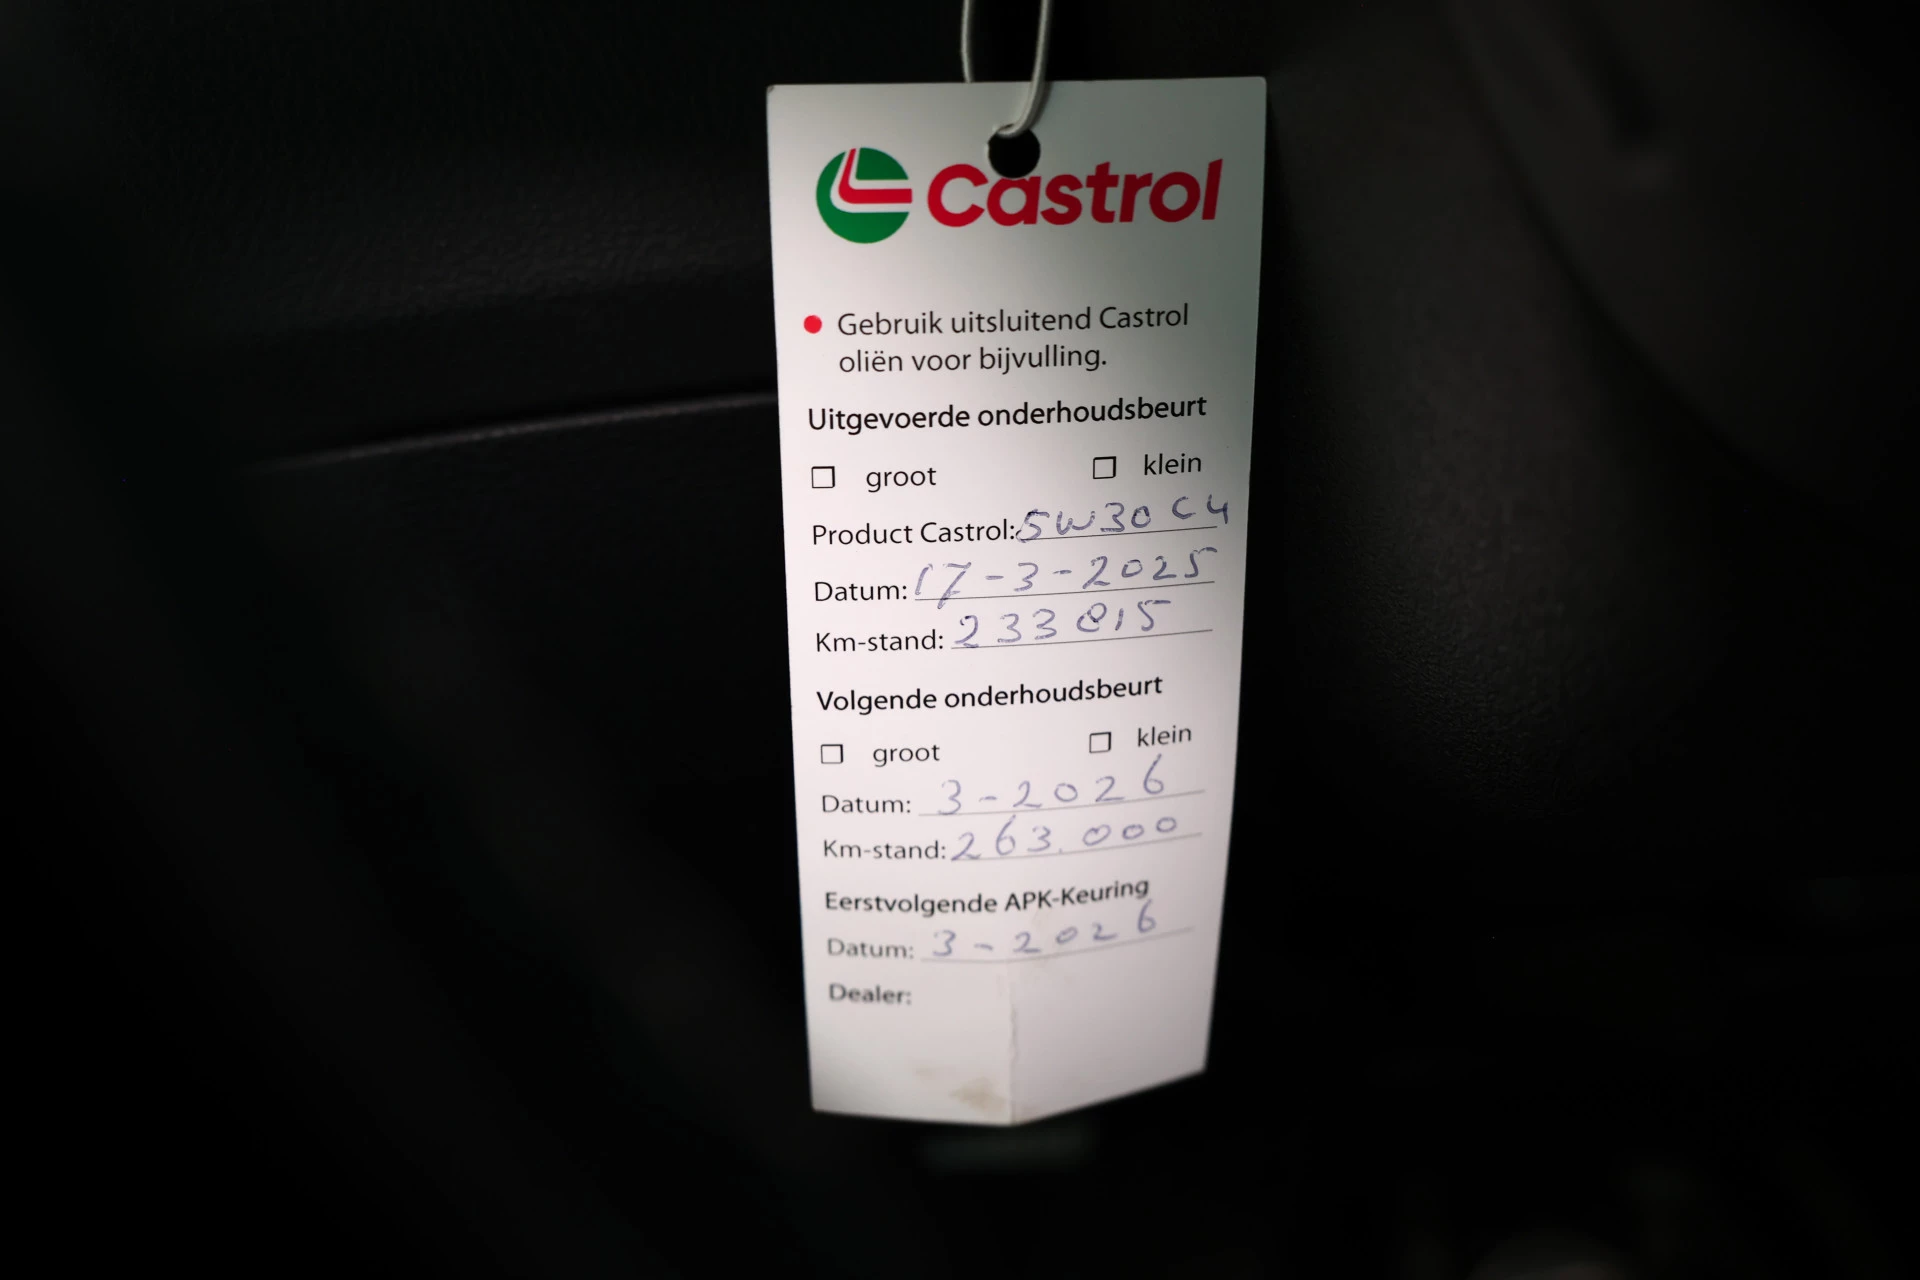 Castrol
Gebruik uitsluitend Castrol
oliën voor bijvulling.
Uitgevoerde onderhoudsbeurt
groot klein
Product Castrol: 5W30 C4
Datum: 17-3-2025
Km-stand: 233815
Volgende onderhoudsbeurt
groot klein
Datum: 3-2026
Km-stand: 263.000
Eerstvolgende APK-Keuring
Datum: 3-2026
Dealer: